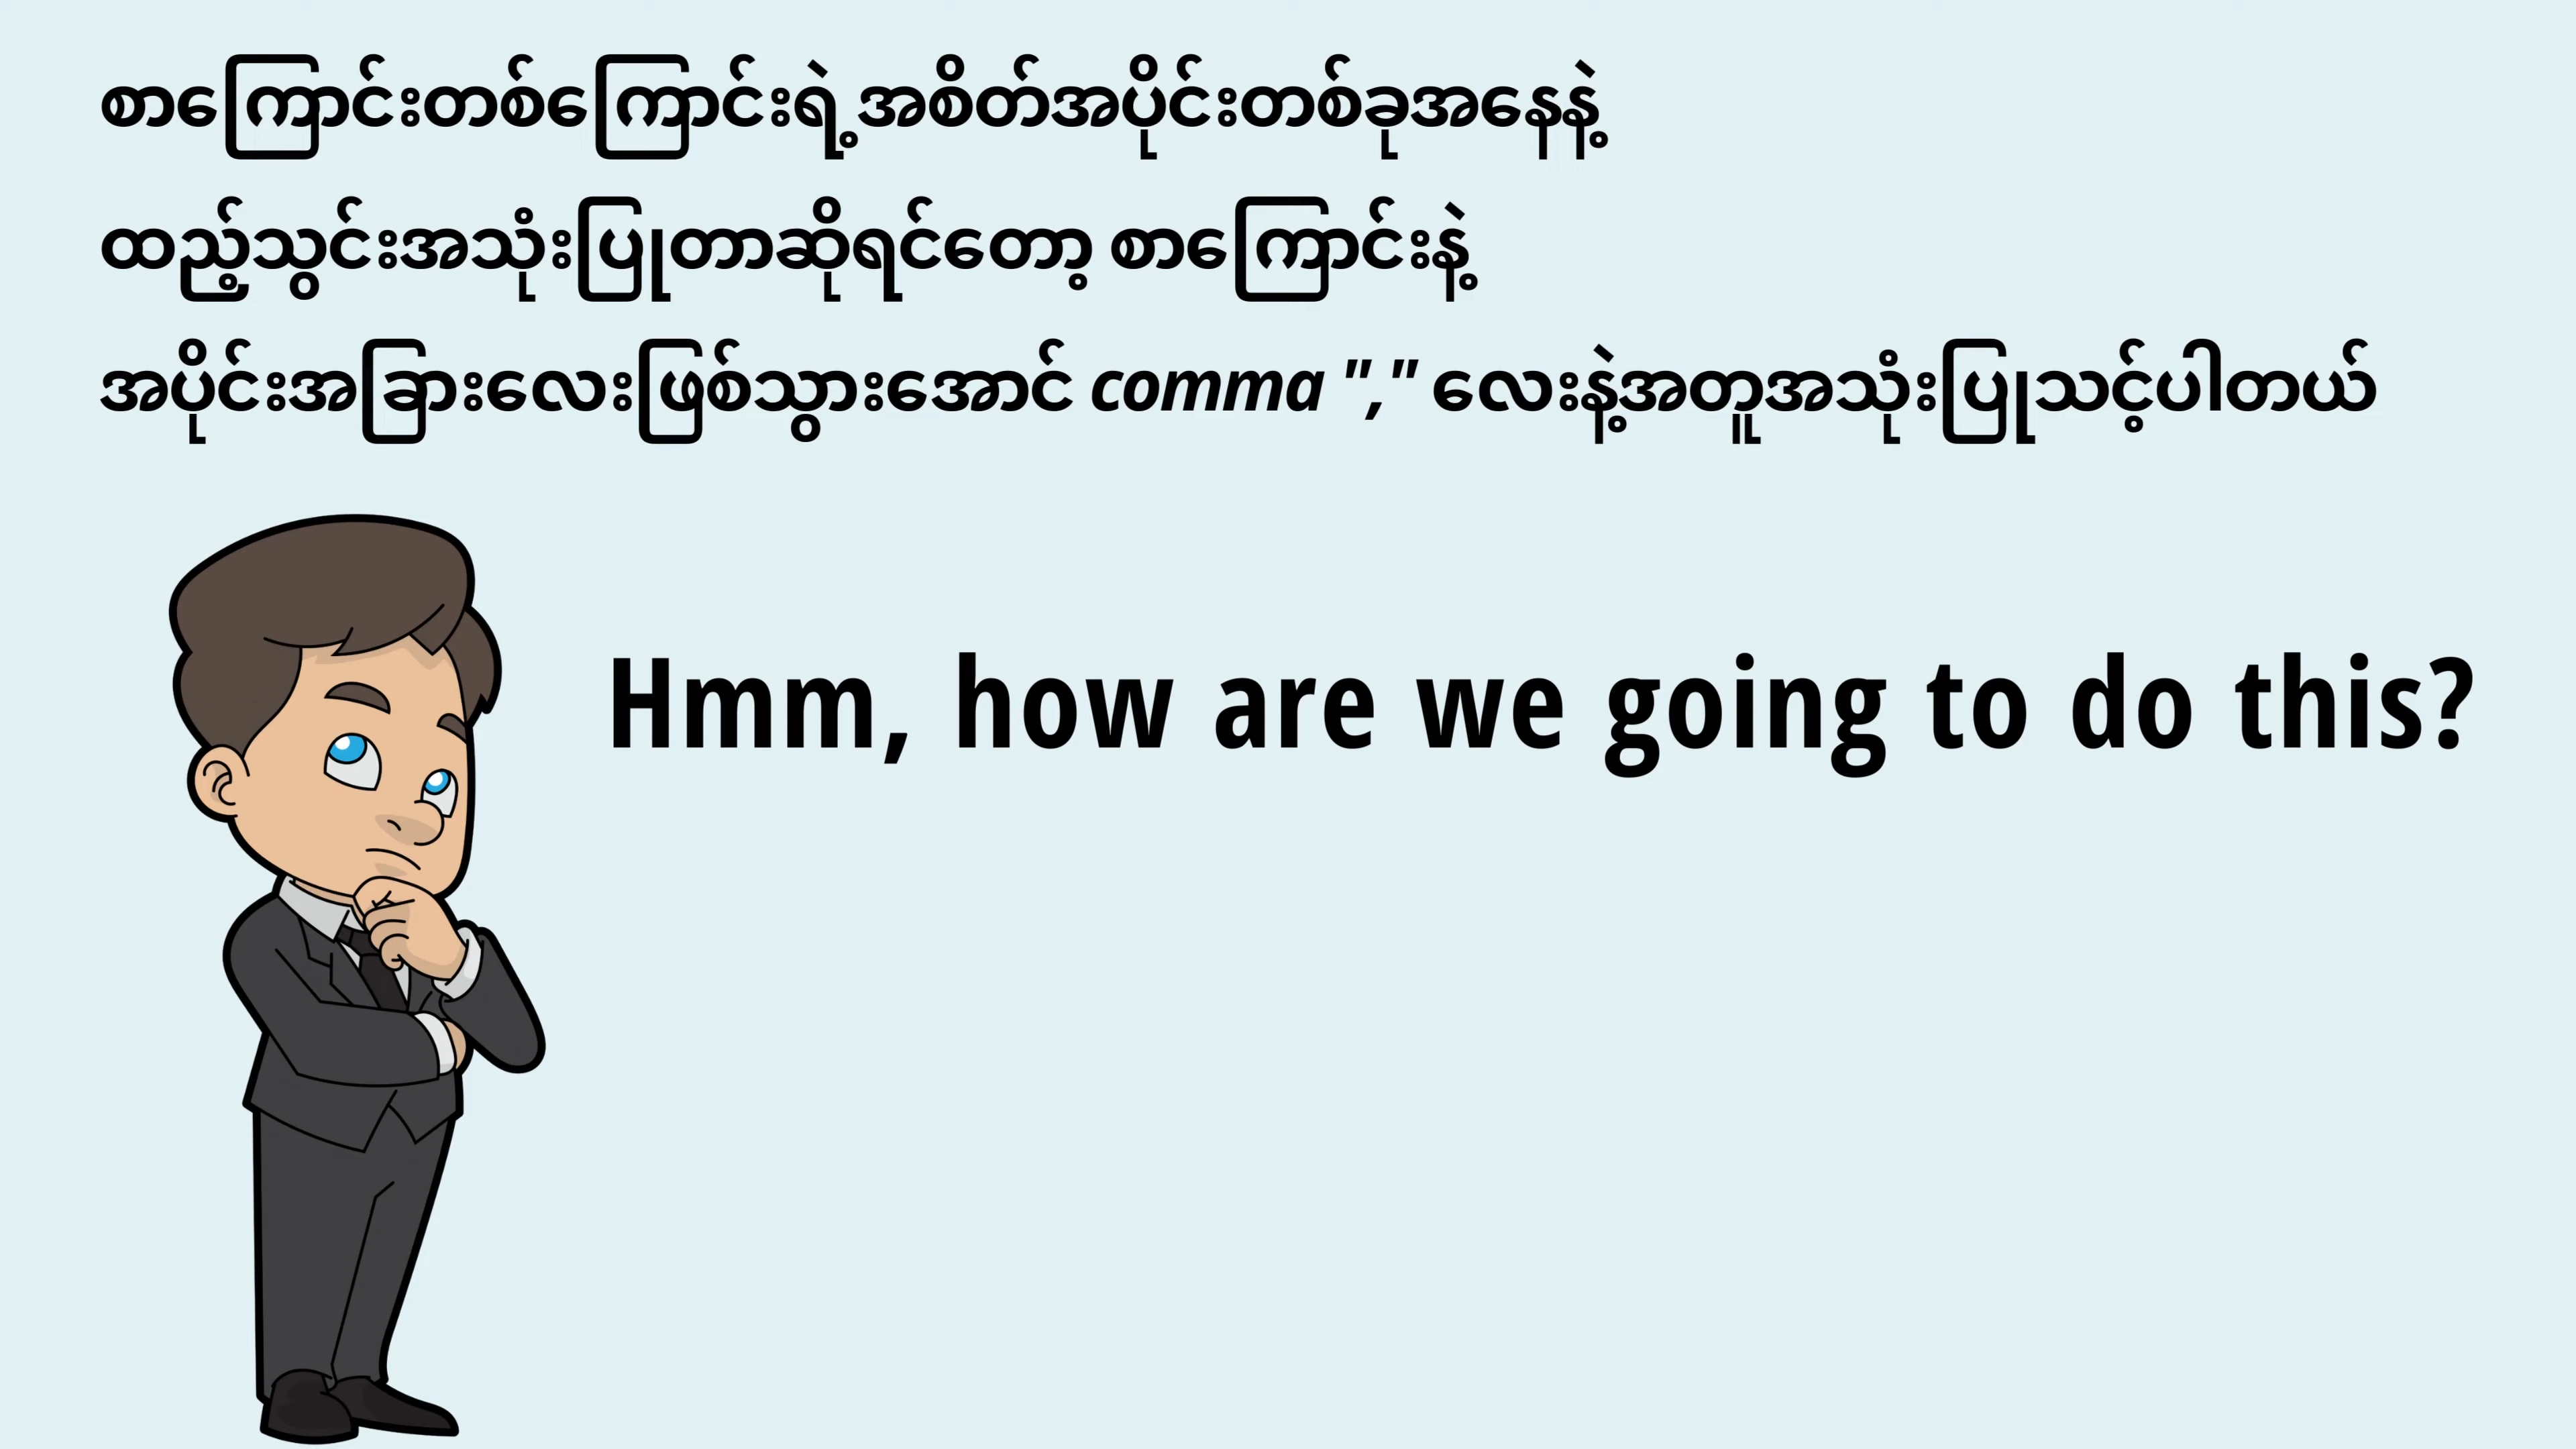 စာကြောင်းတစ်ကြောင်းရဲ့အစိတ်အပိုင်းတစ်ခုအနေနဲ့
ထည့်သွင်းအသုံးပြုတာဆိုရင်တော့ စာကြောင်းနဲ့
အပိုင်းအခြားလေးဖြစ်သွားအောင် comma "," လေးနဲ့အတူအသုံးပြုသင့်ပါတယ်
Hmm, how are we going to do this?